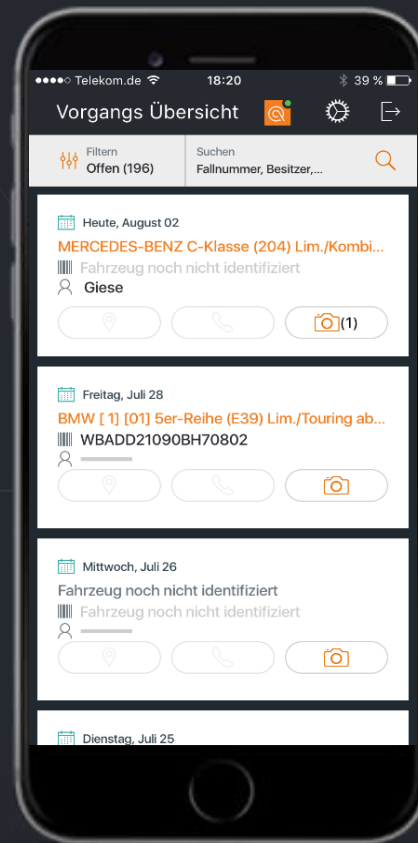 Telekom.de 18:20 39 %
Vorgangs Übersicht
Filtern
Offen (196)
Suchen
Fallnummer, Besitzer,...
Heute, August 02
MERCEDES-BENZ C-Klasse (204) Lim./Kombi...
Fahrzeug noch nicht identifiziert
Giese
(1)
Freitag, Juli 28
BMW [ 1] [01] 5er-Reihe (E39) Lim./Touring ab...
WBADD21090BH70802
Mittwoch, Juli 26
Fahrzeug noch nicht identifiziert
Fahrzeug noch nicht identifiziert
Dienstag, Juli 25